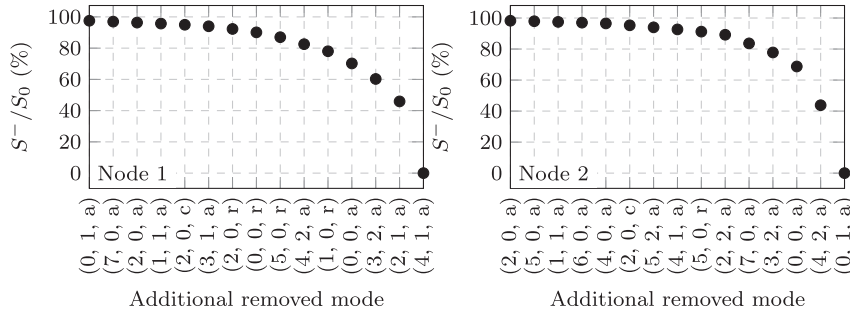 S⁻/S₀ (%)
100
80
60
40
20
0
Node 1
(0, 1, a)
(7, 0, a)
(2, 0, a)
(1, 1, a)
(2, 0, c)
(3, 1, a)
(2, 0, r)
(0, 0, r)
(5, 0, r)
(4, 2, a)
(1, 0, r)
(0, 0, a)
(3, 2, a)
(2, 1, a)
(4, 1, a)
Additional removed mode
S⁻/S₀ (%)
100
80
60
40
20
0
Node 2
(2, 0, a)
(5, 0, a)
(1, 1, a)
(6, 0, a)
(4, 0, a)
(2, 0, c)
(5, 2, a)
(4, 1, a)
(5, 0, r)
(2, 2, a)
(7, 0, a)
(3, 0, a)
(0, 0, a)
(4, 2, a)
(0, 1, a)
Additional removed mode